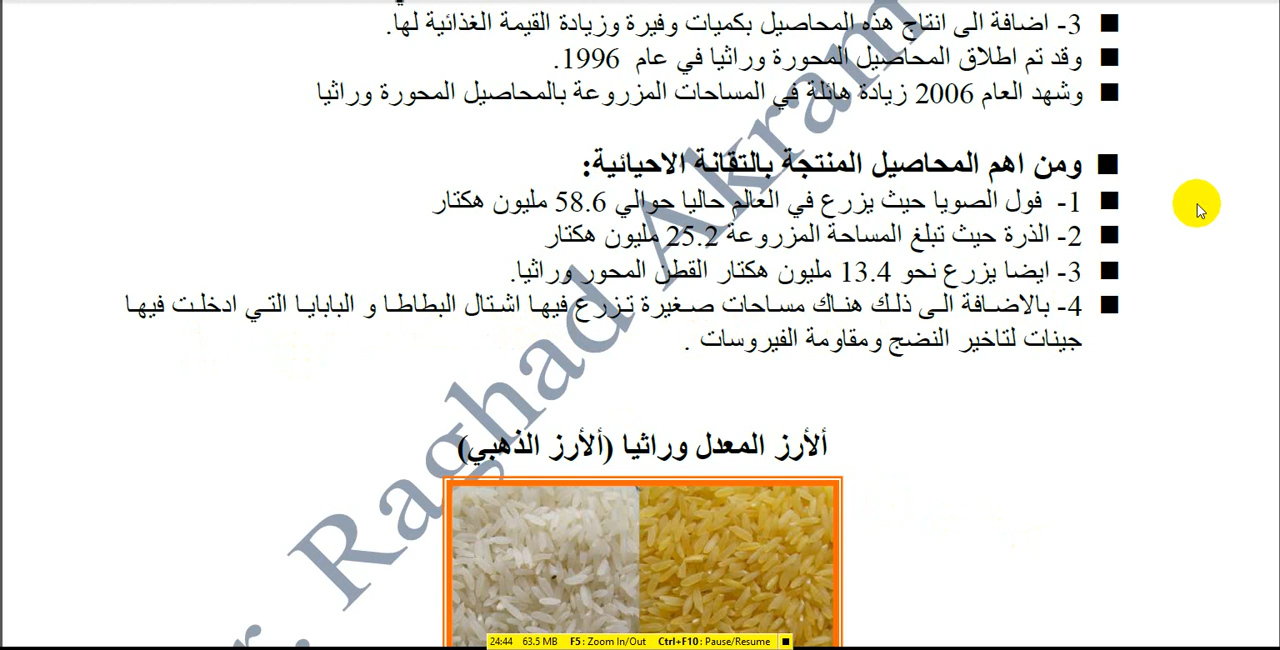 ■ 3- اضافة الى انتاج هذه المحاصيل بكميات وفيرة وزيادة القيمة الغذائية لها.
■ وقد تم اطلاق المحاصيل المحورة وراثيا في عام 1996.
■ وشهد العام 2006 زيادة هائلة في المساحات المزروعة بالمحاصيل المحورة وراثيا
■ ومن اهم المحاصيل المنتجة بالتقانة الاحيائية:
■ 1- فول الصويا حيث يزرع في العالم حاليا حوالي 58.6 مليون هكتار
■ 2- الذرة حيث تبلغ المساحة المزروعة 25.2 مليون هكتار
■ 3- ايضا يزرع نحو 13.4 مليون هكتار القطن المحور وراثيا.
■ 4- بالاضافة الى ذلك هناك مساحات صغيرة تزرع فيها اشتال البطاطا و البابايا التي ادخلت فيها
جينات لتاخير النضج ومقاومة الفيروسات .
ألأرز المعدل وراثيا (ألأرز الذهبي)
r. Raghad Akram
24:44 63.5 MB F5 : Zoom In/Out Ctrl+F10 : Pause/Resume